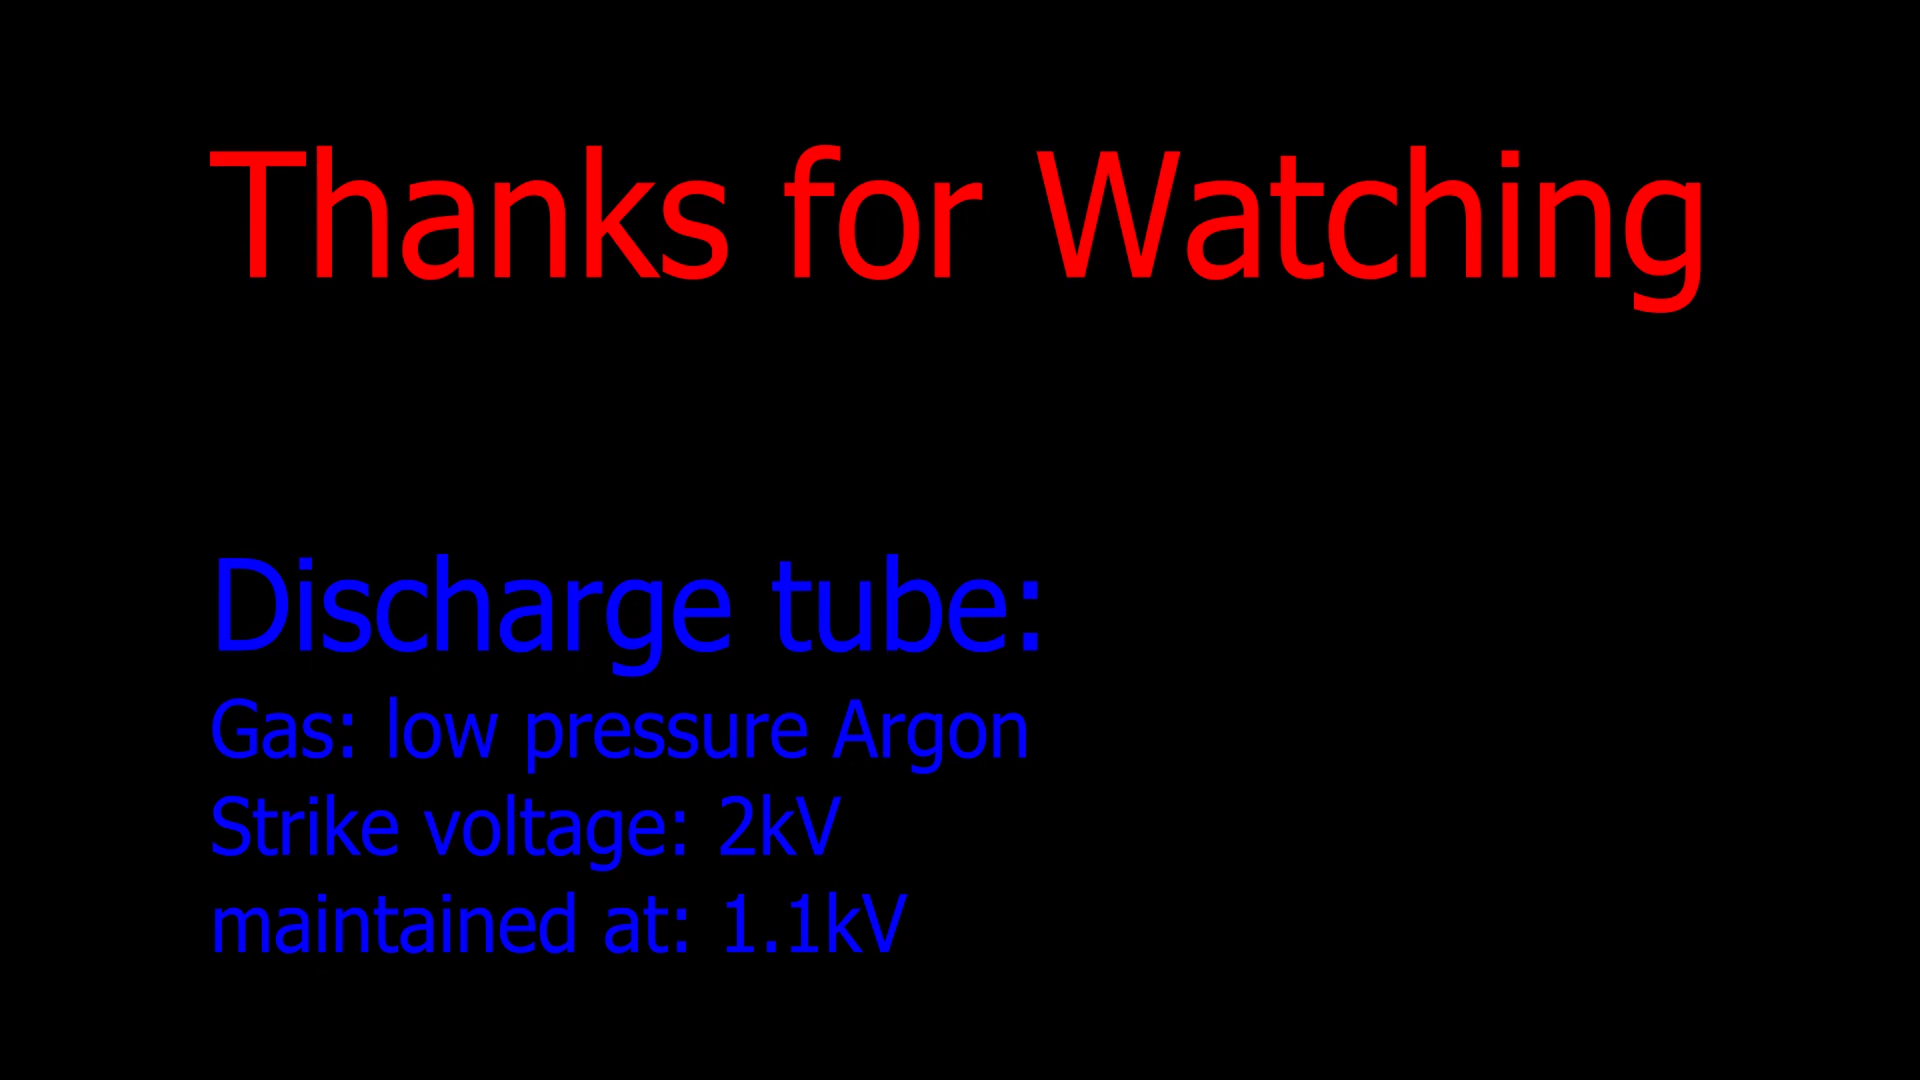 Thanks for Watching
Discharge tube:
Gas: low pressure Argon
Strike voltage: 2kV
maintained at: 1.1kV